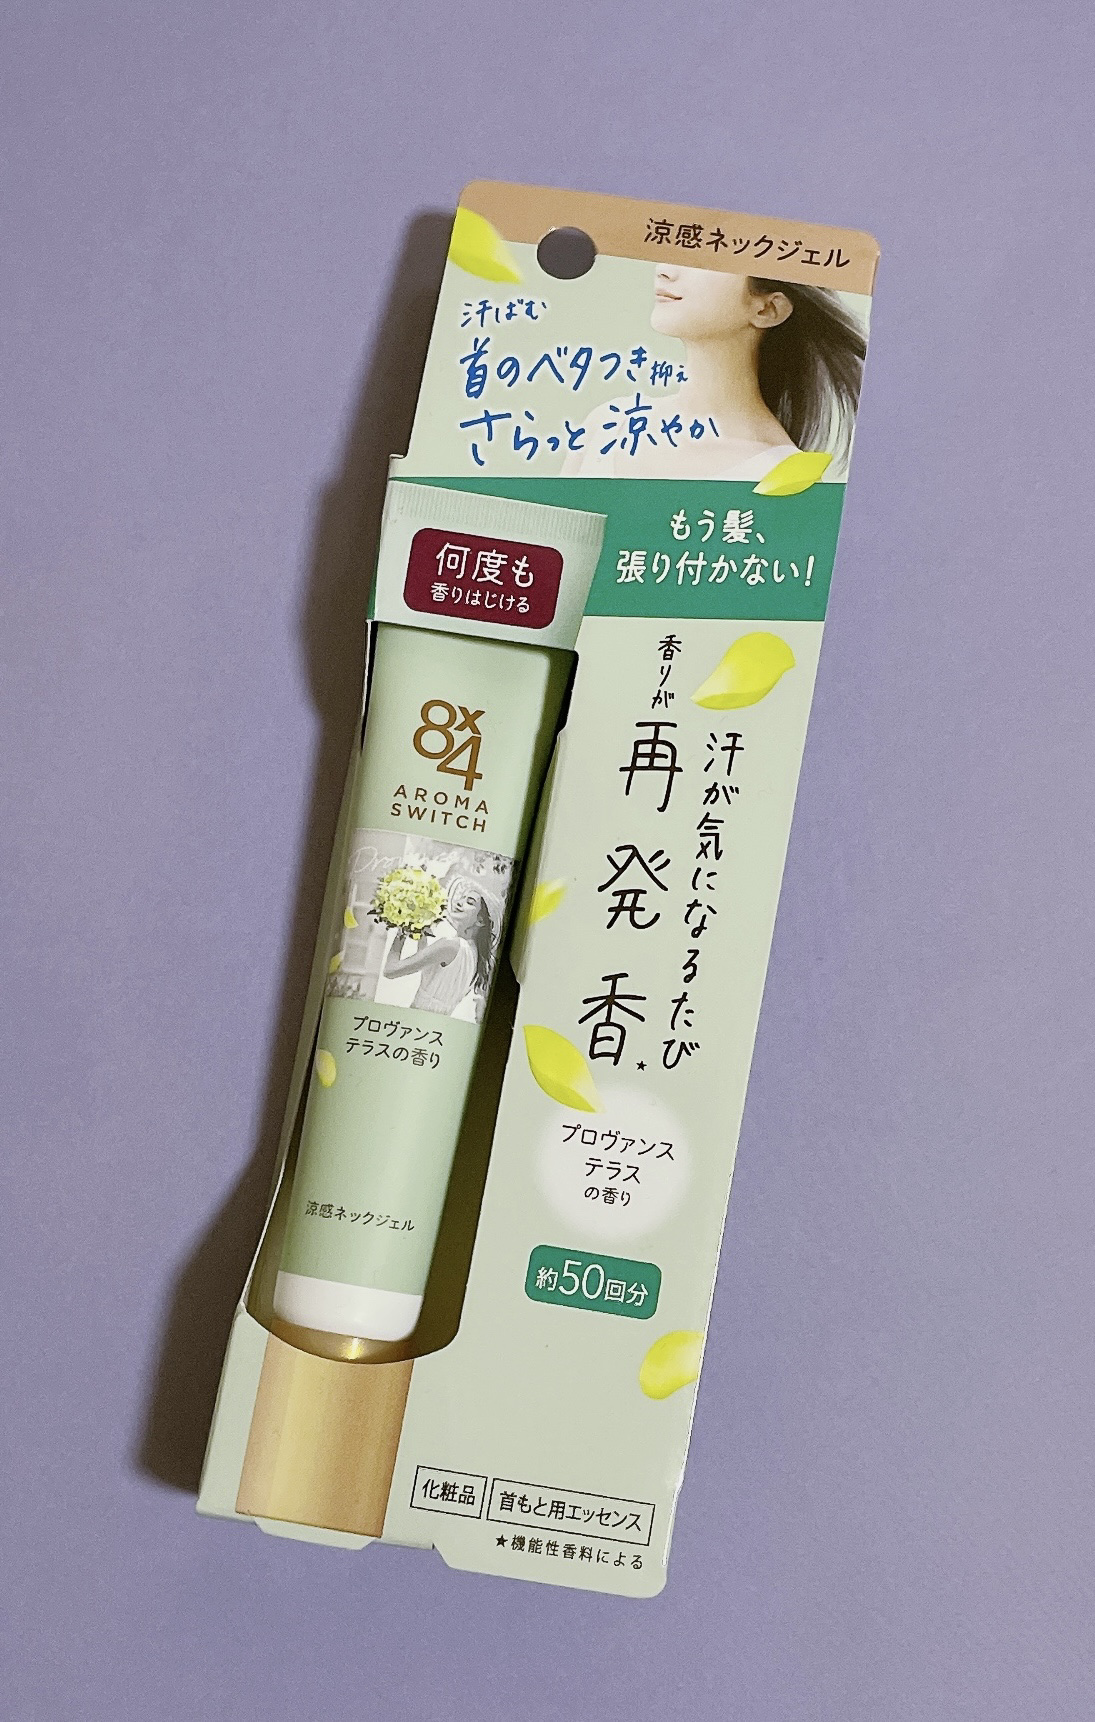 涼感ネックジェル
汗ばむ
首のベタつき抑え
さらっと涼やか
もう髪、
張り付かない!
何度も
香りはじける
汗が気になるたび
香りが再発香★
8x4
AROMA
SWITCH
プロヴァンス
テラスの香り
涼感ネックジェル
プロヴァンス
テラス
の香り
約50回分
化粧品
首もと用エッセンス
★機能性香料による